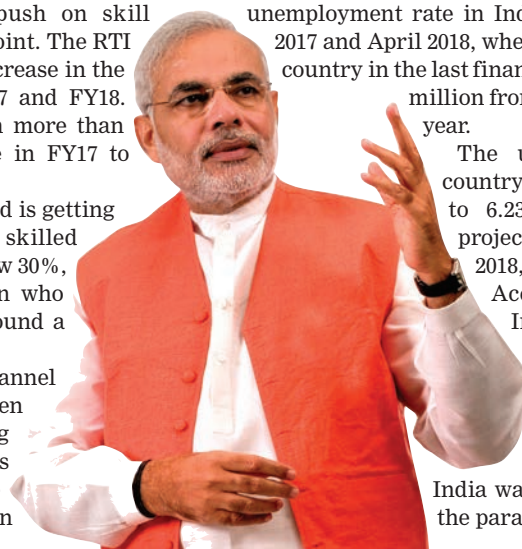 push on skill
point. The RTI
crease in the
7 and FY18.
more than
in FY17 to
d is getting
skilled
w 30%,
n who
ound a
annel
en
g
s
n
unemployment rate in Ind
2017 and April 2018, whe
country in the last finan
million from
year.
The u
country
to 6.23
projec
2018,
Acc
In
India wa
the para